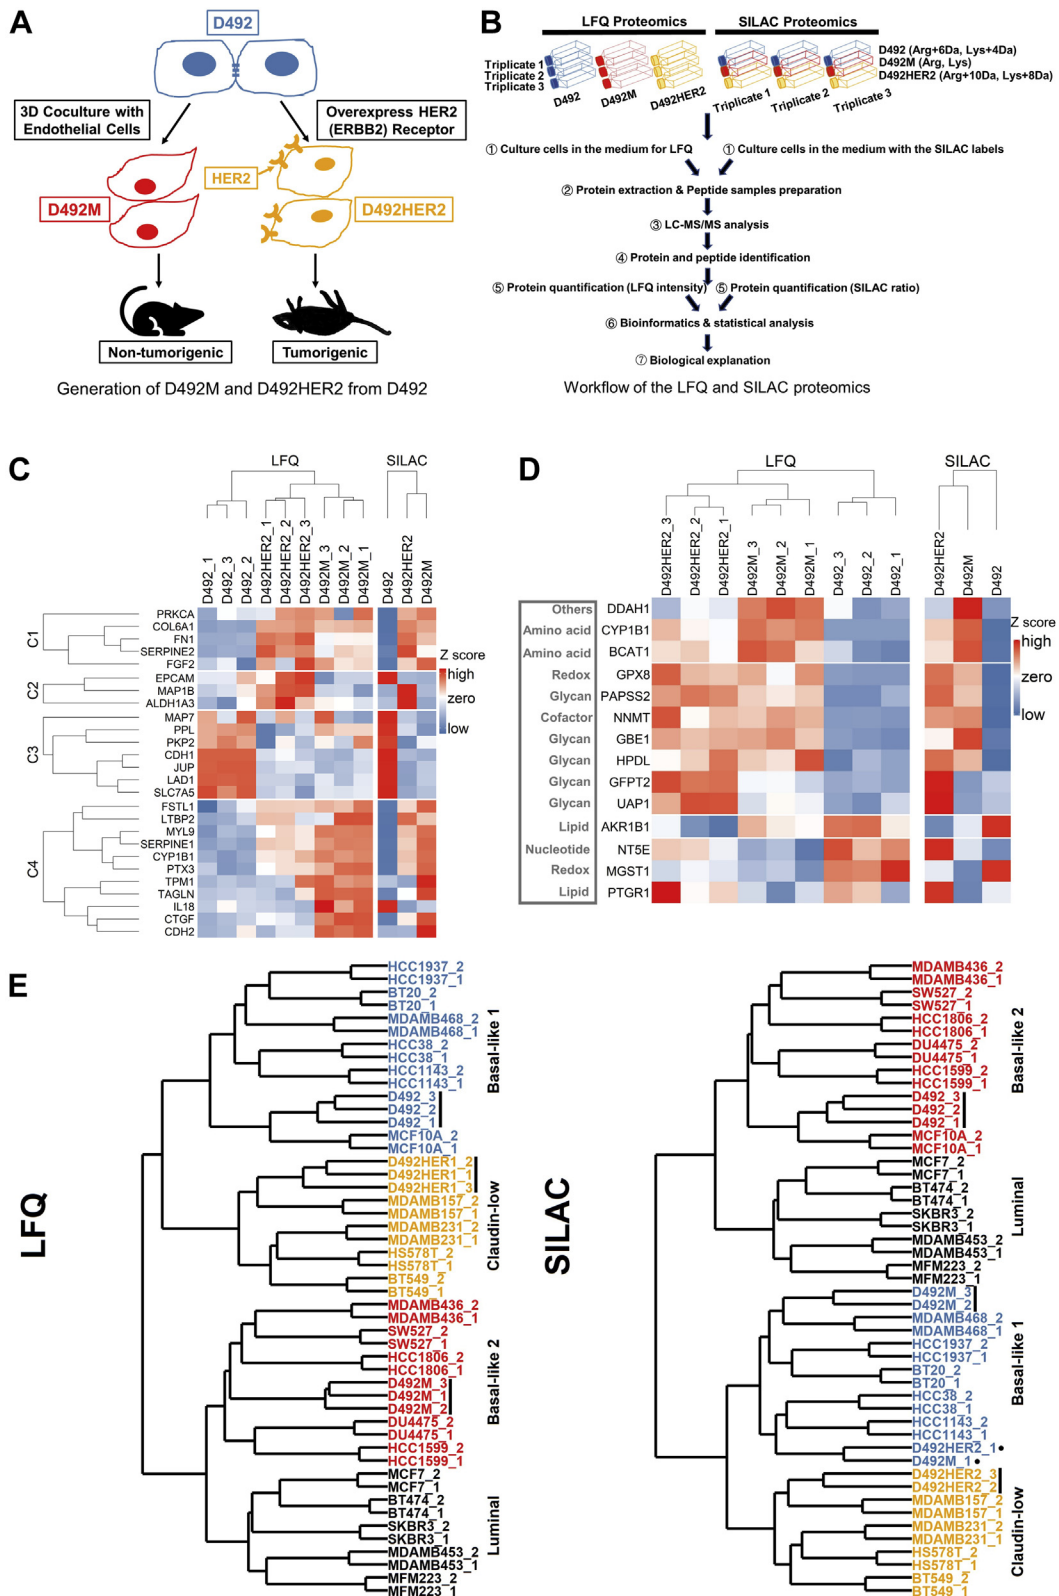 A
D492
3D Coculture with
Endothelial Cells
Overexpress HER2
(ERBB2) Receptor
HER2
D492M
D492HER2
Non-tumorigenic
Tumorigenic
Generation of D492M and D492HER2 from D492
B
LFQ Proteomics
SILAC Proteomics
Triplicate 1
Triplicate 2
Triplicate 3
D492
D492M
D492HER2
Triplicate 1
Triplicate 2
Triplicate 3
D492 (Arg+6Da, Lys+4Da)
D492M (Arg, Lys)
D492HER2 (Arg+10Da, Lys+8Da)
① Culture cells in the medium for LFQ
① Culture cells in the medium with the SILAC labels
② Protein extraction & Peptide samples preparation
③ LC-MS/MS analysis
④ Protein and peptide identification
⑤ Protein quantification (LFQ intensity)
⑤ Protein quantification (SILAC ratio)
⑥ Bioinformatics & statistical analysis
⑦ Biological explanation
Workflow of the LFQ and SILAC proteomics
C
LFQ
SILAC
D492_1
D492_3
D492_2
D492HER2_1
D492HER2_2
D492HER2_3
D492M_3
D492M_2
D492M_1
D492
D492HER2
D492M
C1
C2
C3
C4
PRKCA
COL6A1
FN1
SERPINE2
FGF2
EPCAM
MAP1B
ALDH1A3
MAP7
PPL
PKP2
CDH1
JUP
LAD1
SLC7A5
FSTL1
LTBP2
MYL9
SERPINE1
CYP1B1
PTX3
TPM1
TAGLN
IL18
CTGF
CDH2
Z score
high
zero
low
D
LFQ
SILAC
D492HER2_3
D492HER2_2
D492HER2_1
D492M_3
D492M_2
D492M_1
D492_3
D492_2
D492_1
D492HER2
D492M
D492
Others DDAH1
Amino acid CYP1B1
Amino acid BCAT1
Redox GPX8
Glycan PAPSS2
Cofactor NNMT
Glycan GBE1
Glycan HPDL
Glycan GFPT2
Glycan UAP1
Lipid AKR1B1
Nucleotide NT5E
Redox MGST1
Lipid PTGR1
Z score
high
zero
low
E
LFQ
HCC1937_2
HCC1937_1
BT20_2
BT20_1
MDAMB468_2
MDAMB468_1
HCC38_2
HCC38_1
HCC1143_2
HCC1143_1
D492_3
D492_2
D492_1
MCF10A_2
MCF10A_1
Basal-like 1
D492HER1_2
D492HER1_1
D492HER1_3
MDAMB157_2
MDAMB157_1
MDAMB231_2
MDAMB231_1
HS578T_2
HS578T_1
BT549_2
BT549_1
Claudin-low
MDAMB436_2
MDAMB436_1
SW527_2
SW527_1
HCC1806_2
HCC1806_1
D492M_3
D492M_1
D492M_2
DU4475_2
DU4475_1
HCC1599_2
HCC1599_1
Basal-like 2
MCF7_2
MCF7_1
BT474_2
BT474_1
SKBR3_2
SKBR3_1
MDAMB453_2
MDAMB453_1
MFM223_2
MFM223_1
Luminal
SILAC
MDAMB436_2
MDAMB436_1
SW527_2
SW527_1
HCC1806_2
HCC1806_1
DU4475_2
DU4475_1
HCC1599_2
HCC1599_1
D492_3
D492_2
D492_1
MCF10A_2
MCF10A_1
Basal-like 2
MCF7_2
MCF7_1
BT474_2
BT474_1
SKBR3_2
SKBR3_1
MDAMB453_2
MDAMB453_1
MFM223_2
MFM223_1
Luminal
D492M_3
D492M_2
MDAMB468_2
MDAMB468_1
HCC1937_2
HCC1937_1
BT20_2
BT20_1
HCC38_2
HCC38_1
HCC1143_2
HCC1143_1
D492HER2_1 •
D492M_1 •
Basal-like 1
D492HER2_3
D492HER2_2
MDAMB157_2
MDAMB157_1
MDAMB231_2
MDAMB231_1
HS578T_2
HS578T_1
BT549_2
BT549_1
Claudin-low